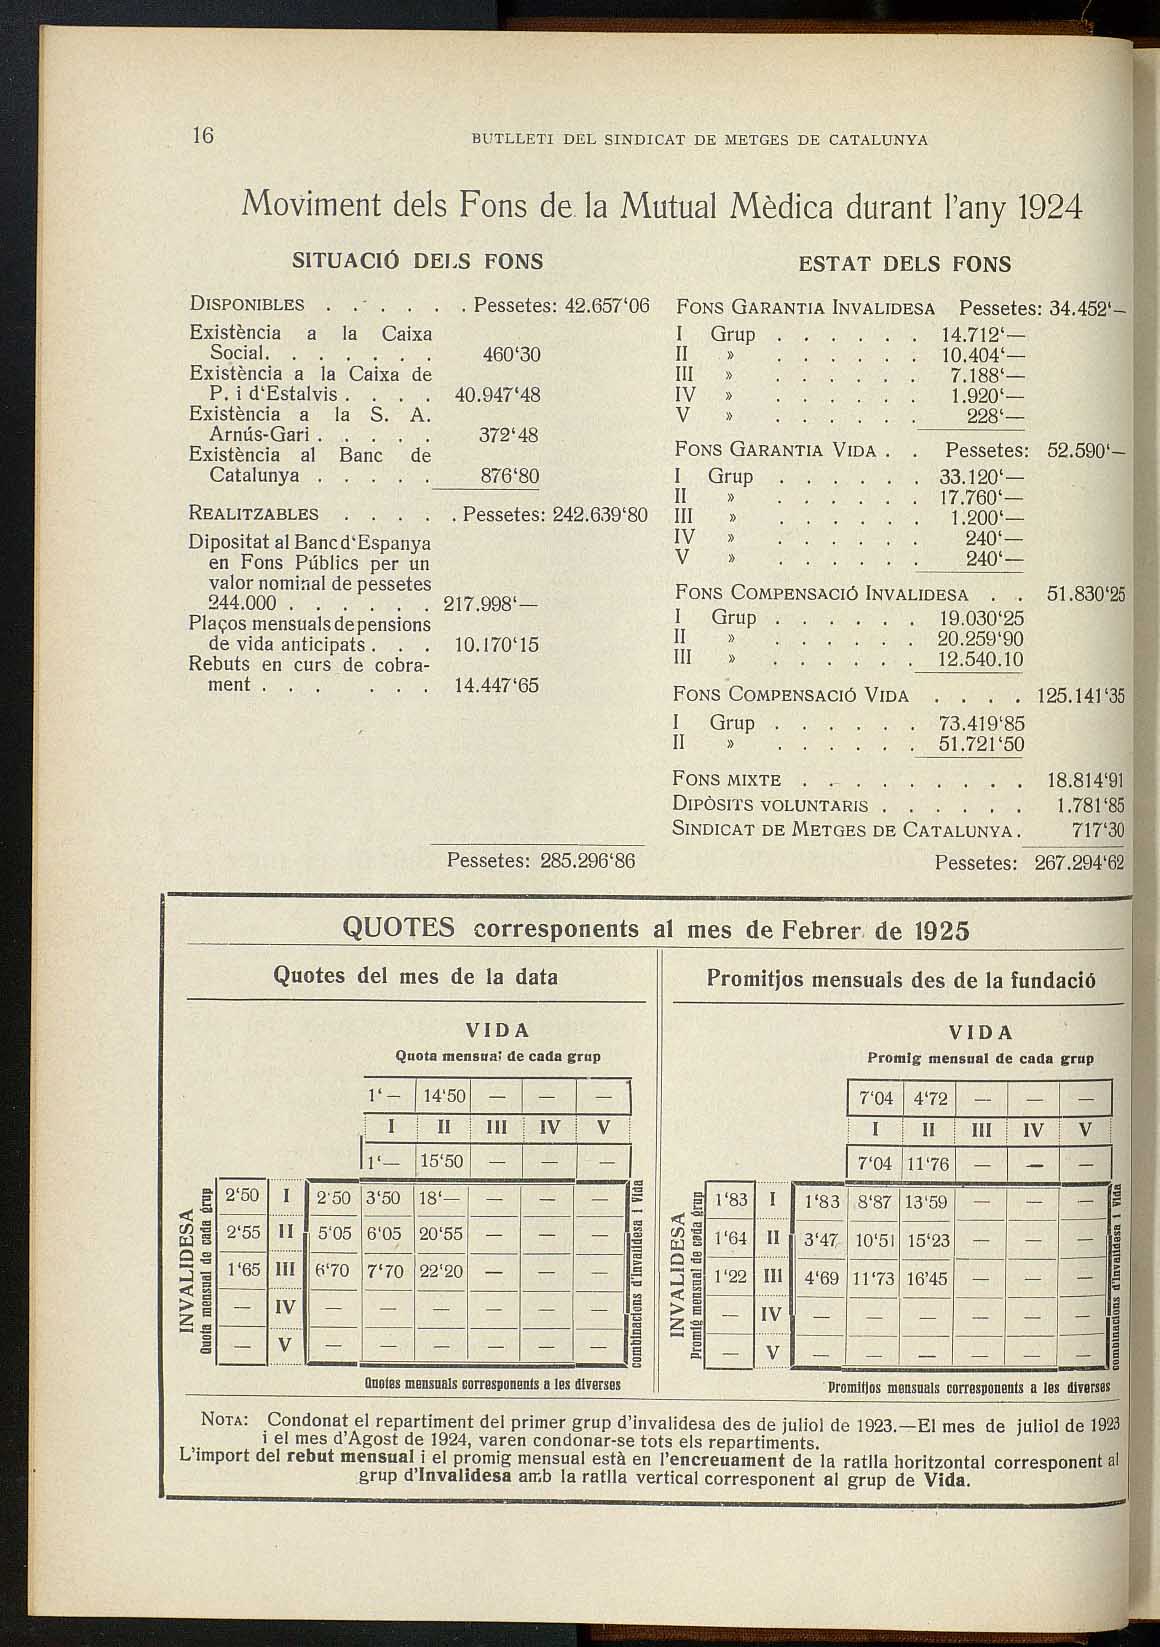 16
BUTLLETI DEL SINDICAT DE METGES DE CATALUNYA
Moviment dels Fons de la Mutual Mèdica durant l'any 1924
SITUACIÓ DELS FONS
DISPONIBLES . . . . . . Pessetes: 42.657'06
Existència a la Caixa
Social. . . . . . . 460'30
Existència a la Caixa de
P. i d'Estalvis . . . . 40.947'48
Existència a la S. A.
Arnús-Gari . . . . . 372'48
Existència al Banc de
Catalunya . . . . . 876'80
REALITZABLES . . . . . Pessetes: 242.639'80
Dipositat al Banc d'Espanya
en Fons Públics per un
valor nominal de pessetes
244.000 . . . . . . 217.998'—
Plaços mensuals de pensions
de vida anticipats . . . 10.170'15
Rebuts en curs de cobra-
ment . . . . . . 14.447'65
Pessetes: 285.296'86
ESTAT DELS FONS
FONS GARANTIA INVALIDESA Pessetes: 34.452'—
I Grup . . . . . . 14.712'—
II » . . . . . . 10.404'—
III » . . . . . . 7.188'—
IV » . . . . . . 1.920'—
V » . . . . . . 228'—
FONS GARANTIA VIDA . . Pessetes: 52.590'—
I Grup . . . . . . 33.120'—
II » . . . . . . 17.760'—
III » . . . . . . 1.200'—
IV » . . . . . . 240'—
V » . . . . . . 240'—
FONS COMPENSACIÓ INVALIDESA . . 51.830'25
I Grup . . . . . . 19.030'25
II » . . . . . . 20.259'90
III » . . . . . . 12.540.10
FONS COMPENSACIÓ VIDA . . . . 125.141'35
I Grup . . . . . . 73.419'85
II » . . . . . . 51.721'50
FONS MIXTE . . . . . . . . . 18.814'91
DIPÒSITS VOLUNTARIS . . . . . . 1.781'85
SINDICAT DE METGES DE CATALUNYA . 717'30
Pessetes: 267.294'62
QUOTES corresponents al mes de Febrer de 1925
Quotes del mes de la data
VIDA
Quota mensual de cada grup
1'— 14'50 — — —
I II III IV V
1'— 15'50 — — —
INVALIDESA
Quota mensual de cada grup
2'50 I 2'50 3'50 18'— — — —
2'55 II 5'05 6'05 20'55 — — —
1'65 III 6'70 7'70 22'20 — — —
— IV — — — — — —
— V — — — — — —
combinacions d'invalidesa i Vida
Quotes mensuals corresponents a les diverses
Promitjos mensuals des de la fundació
VIDA
Promig mensual de cada grup
7'04 4'72 — — —
I II III IV V
7'04 11'76 — — —
INVALIDESA
Promig mensual de cada grup
1'83 I 1'83 8'87 13'59 — — —
1'64 II 3'47 10'51 15'23 — — —
1'22 III 4'69 11'73 16'45 — — —
— IV — — — — — —
— V — — — — — —
combinacions d'invalidesa i Vida
Promitjos mensuals corresponents a les diverses
NOTA: Condonat el repartiment del primer grup d'invalidesa des de juliol de 1923.—El mes de juliol de 1923
i el mes d'Agost de 1924, varen condonar-se tots els repartiments.
L'import del rebut mensual i el promig mensual està en l'encreuament de la ratlla horitzontal corresponent al
grup d'Invalidesa amb la ratlla vertical corresponent al grup de Vida.